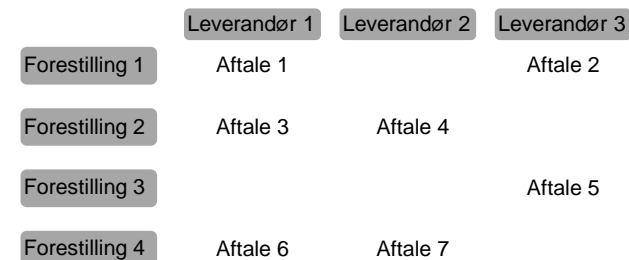 Leverandør 1 Leverandør 2 Leverandør 3
Forestilling 1 Aftale 1 Aftale 2
Forestilling 2 Aftale 3 Aftale 4
Forestilling 3 Aftale 5
Forestilling 4 Aftale 6 Aftale 7